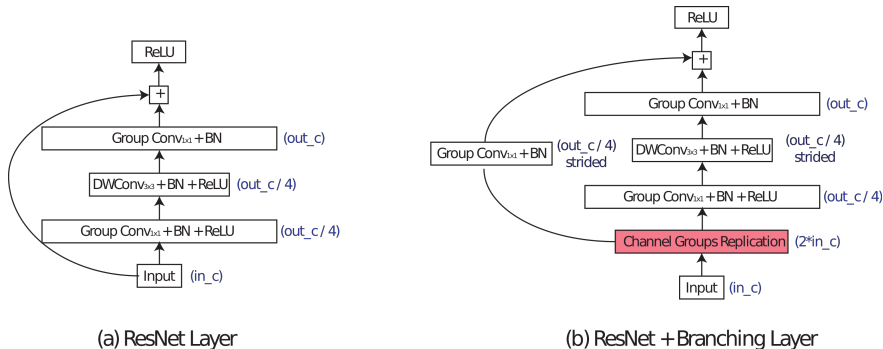 ReLU
+
Group Conv1x1 + BN
(out_c)
DWConv3x3 + BN + ReLU
(out_c / 4)
Group Conv1x1 + BN + ReLU
(out_c / 4)
Input
(in_c)
(a) ResNet Layer
ReLU
+
Group Conv1x1 + BN
(out_c)
Group Conv1x1 + BN
(out_c / 4)
strided
DWConv3x3 + BN + ReLU
(out_c / 4)
strided
Group Conv1x1 + BN + ReLU
(out_c / 4)
Channel Groups Replication
(2*in_c)
Input
(in_c)
(b) ResNet + Branching Layer